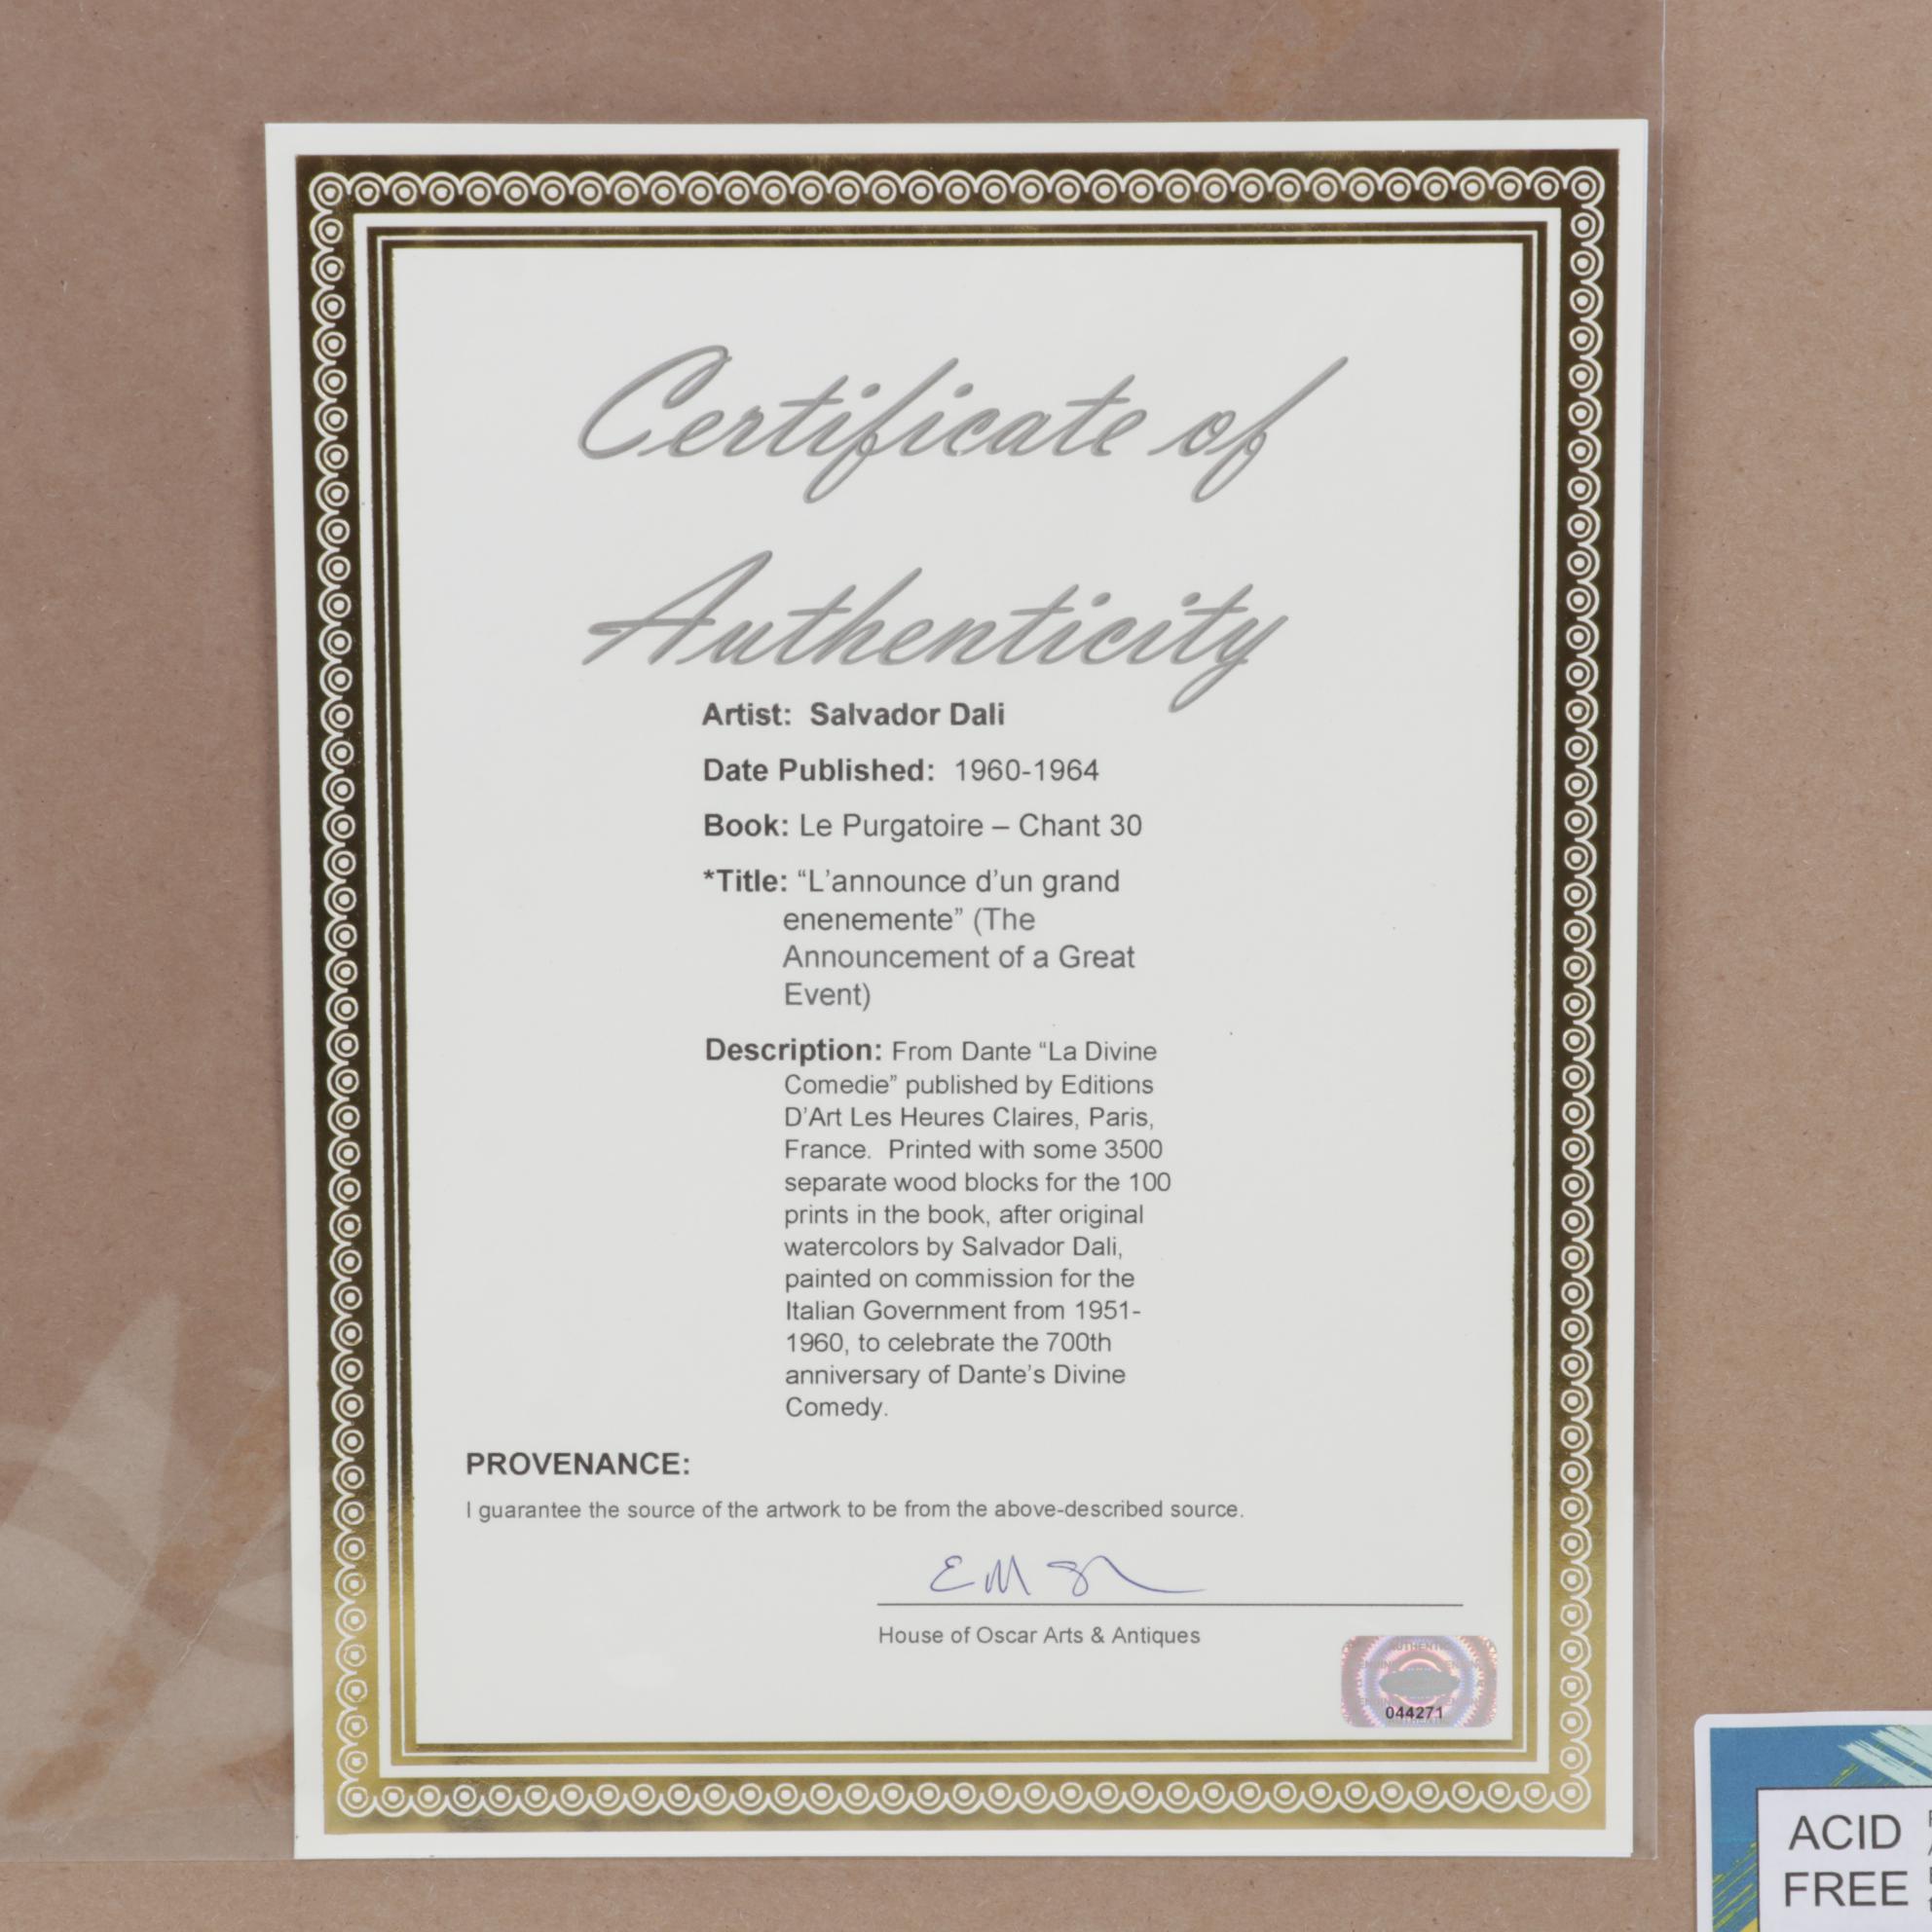 Certificate of
Authenticity
Artist: Salvador Dali
Date Published: 1960-1964
Book: Le Purgatoire – Chant 30
*Title: “L’announce d’un grand
enenemente” (The
Announcement of a Great
Event)
Description: From Dante “La Divine
Comedie” published by Editions
D’Art Les Heures Claires, Paris,
France. Printed with some 3500
separate wood blocks for the 100
prints in the book, after original
watercolors by Salvador Dali,
painted on commission for the
Italian Government from 1951-
1960, to celebrate the 700th
anniversary of Dante’s Divine
Comedy.
PROVENANCE:
I guarantee the source of the artwork to be from the above-described source.
House of Oscar Arts & Antiques
044271
ACID
FREE